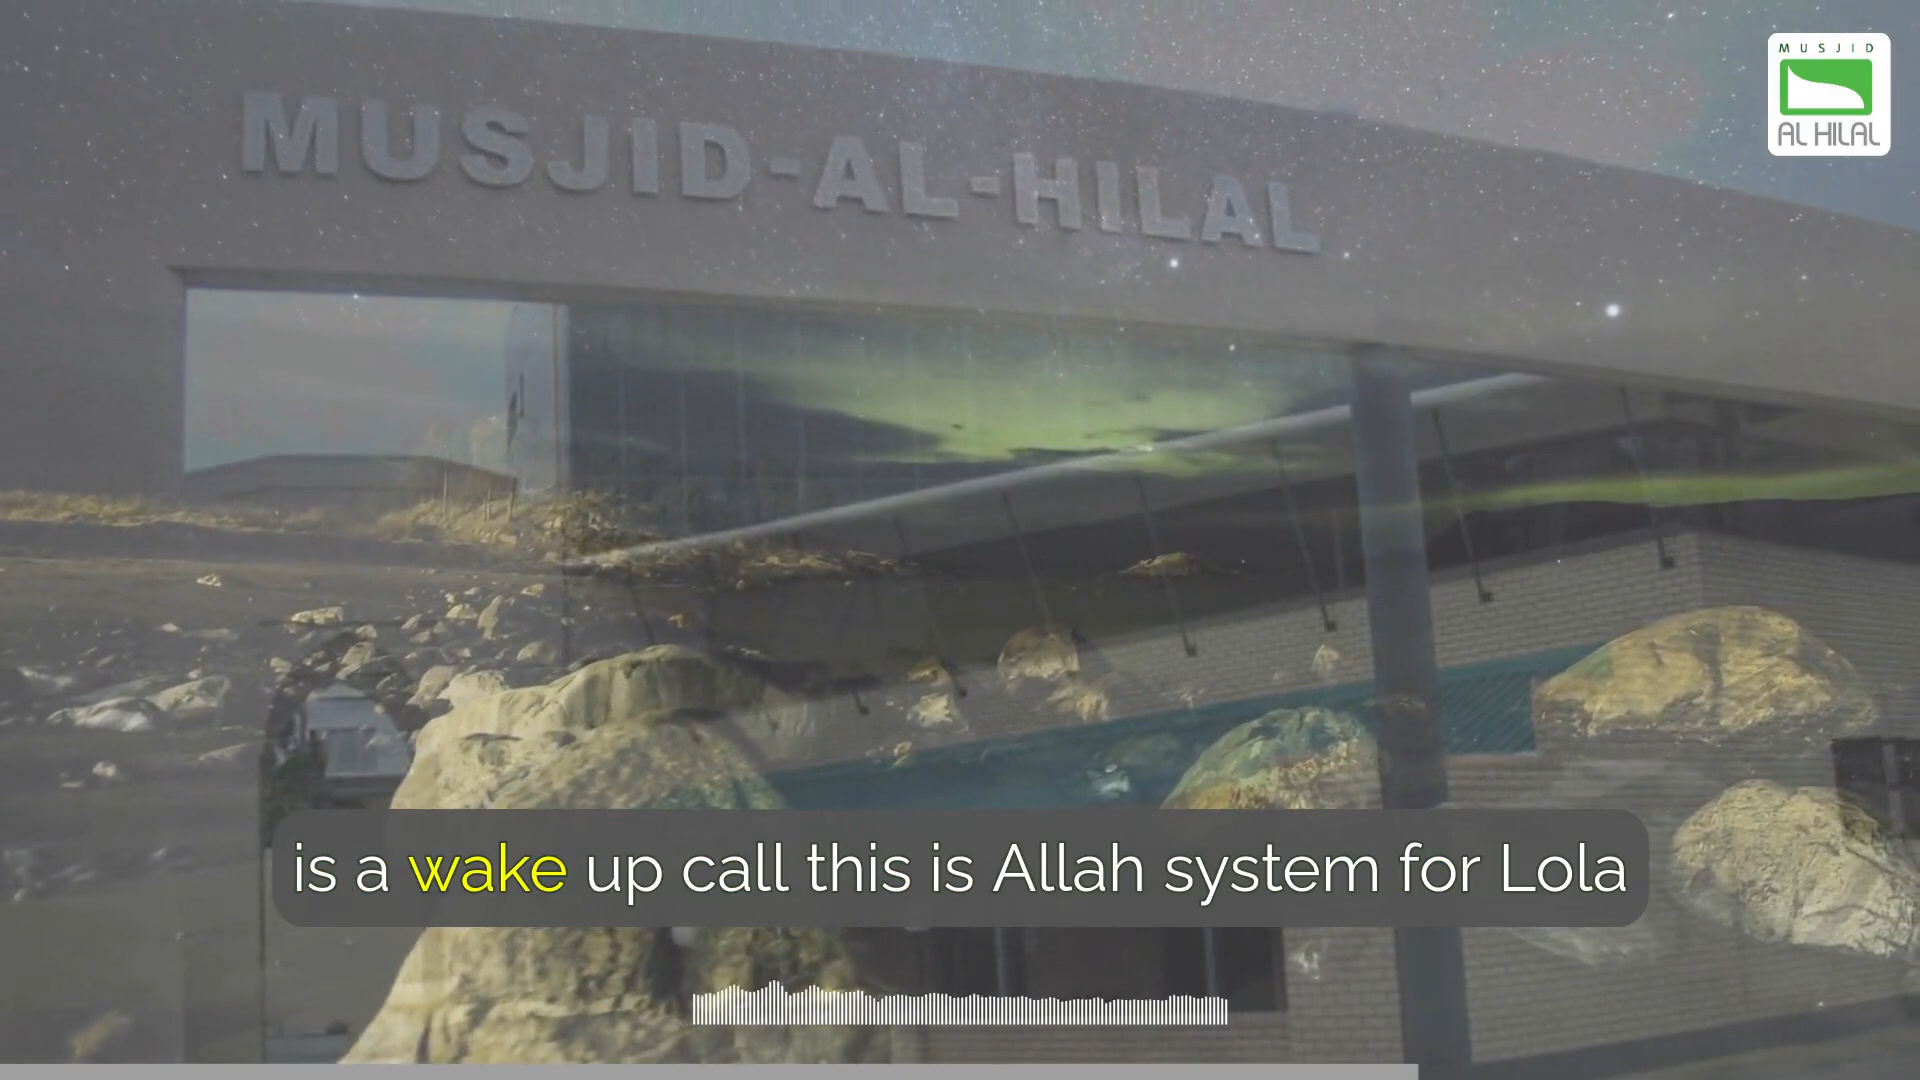 MUSJID
AL HILAL
MUSJID-AL-HILAL
is a wake up call this is Allah system for Lola